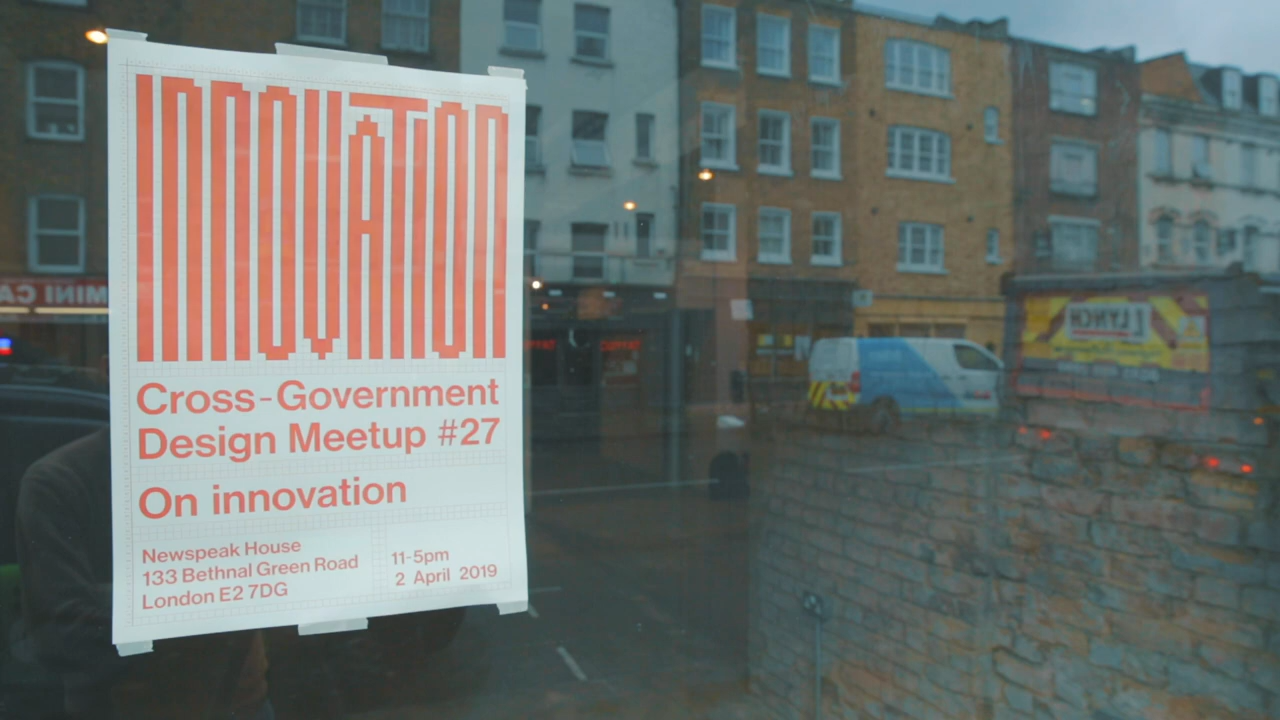 INNOVATION
Cross-Government
Design Meetup #27
On innovation
Newspeak House
133 Bethnal Green Road
London E2 7DG
11-5pm
2 April 2019
MINI CA
LYNCH